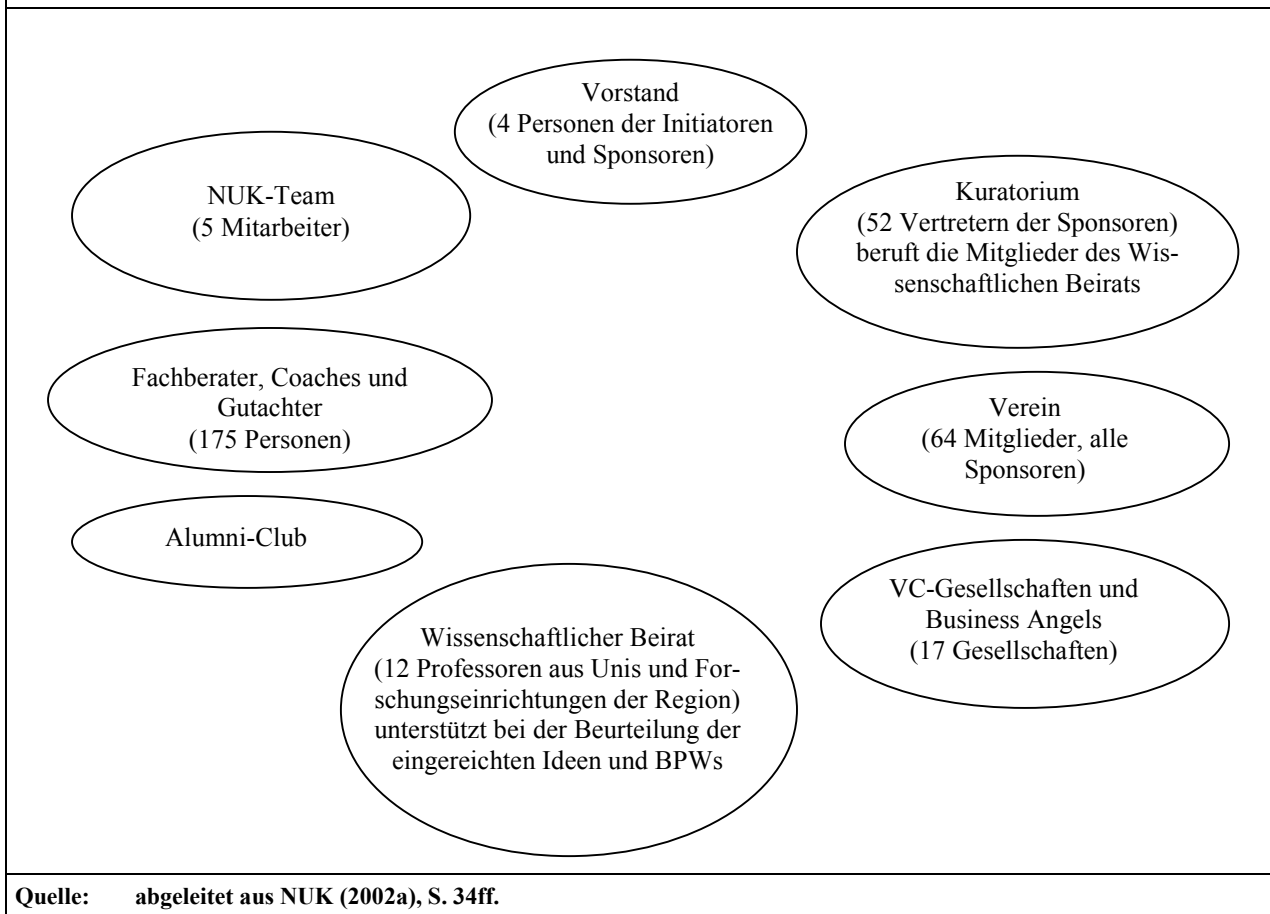 Vorstand
(4 Personen der Initiatoren
und Sponsoren)
NUK-Team
(5 Mitarbeiter)
Kuratorium
(52 Vertretern der Sponsoren)
beruft die Mitglieder des Wis-
senschaftlichen Beirats
Fachberater, Coaches und
Gutachter
(175 Personen)
Verein
(64 Mitglieder, alle
Sponsoren)
Alumni-Club
VC-Gesellschaften und
Business Angels
(17 Gesellschaften)
Wissenschaftlicher Beirat
(12 Professoren aus Unis und For-
schungseinrichtungen der Region)
unterstützt bei der Beurteilung der
eingereichten Ideen und BPWs
Quelle: abgeleitet aus NUK (2002a), S. 34ff.